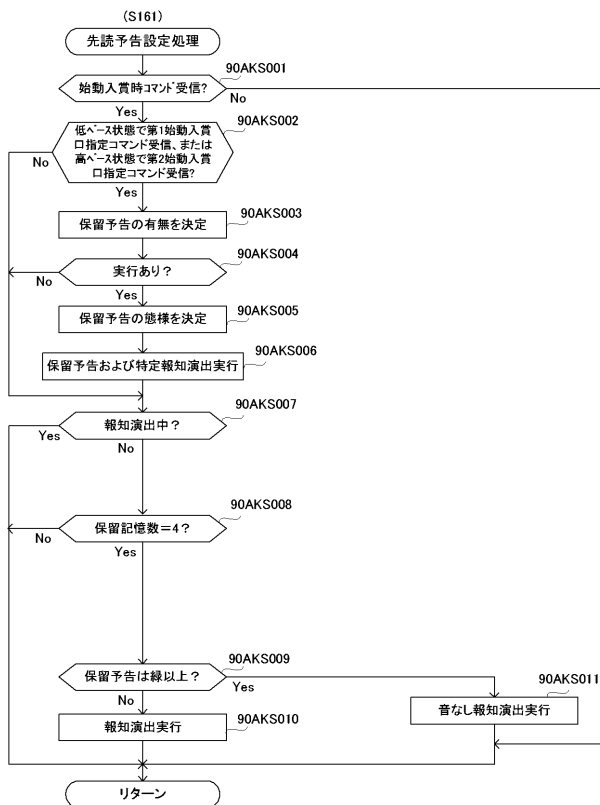 (S161)
先読予告設定処理
90AKS001
始動入賞時コマンド受信?
No
Yes
90AKS002
低ベース状態で第1始動入賞
口指定コマンド受信、または
高ベース状態で第2始動入賞
口指定コマンド受信?
No
Yes
90AKS003
保留予告の有無を決定
90AKS004
実行あり?
No
Yes
90AKS005
保留予告の態様を決定
90AKS006
保留予告および特定報知演出実行
90AKS007
報知演出中?
Yes
No
90AKS008
保留記憶数=4?
No
Yes
90AKS009
保留予告は緑以上?
Yes
No
90AKS011
音なし報知演出実行
90AKS010
報知演出実行
リターン